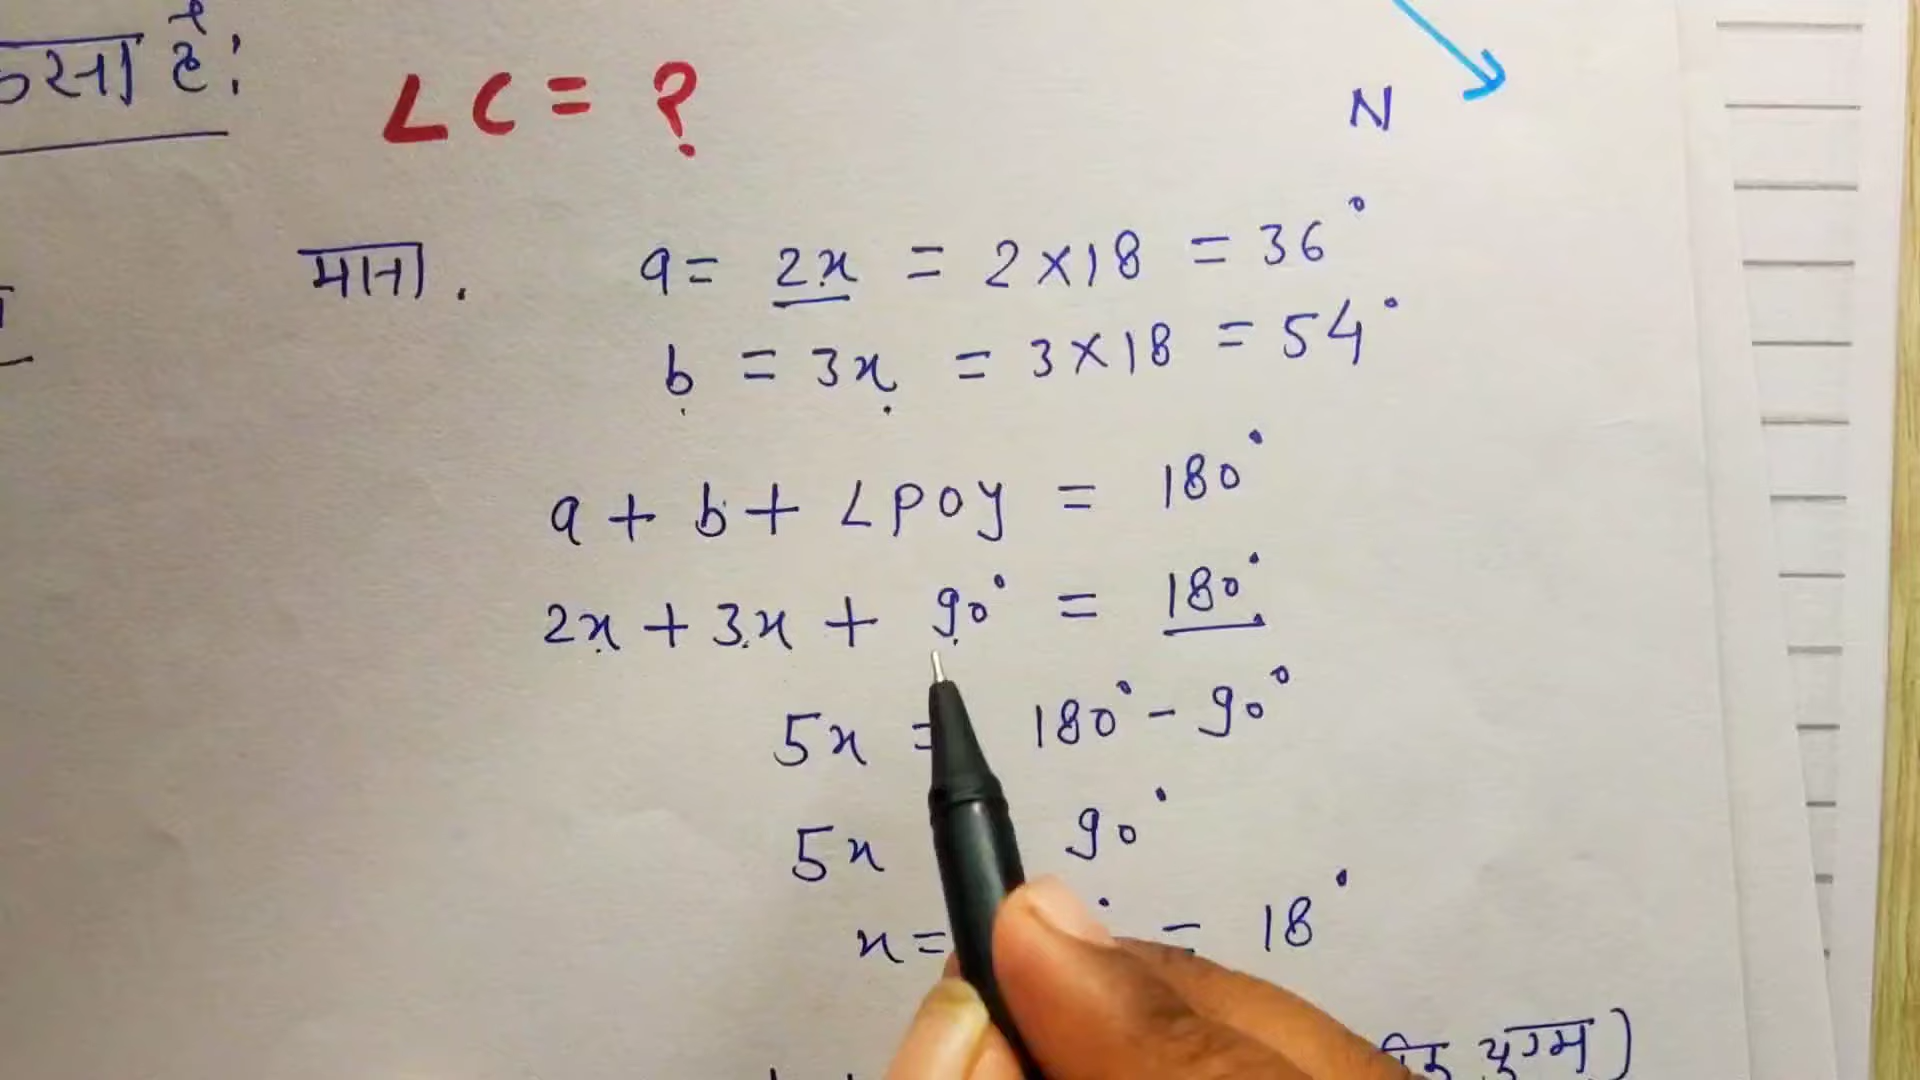 है!
∠C = ?
N
माना . a = 2x = 2×18 = 36°
b = 3x = 3×18 = 54°
a + b + ∠POY = 180°
2x + 3x + 90° = 180°
5x = 180° - 90°
5x 90°
x = = 18°
युग्म)